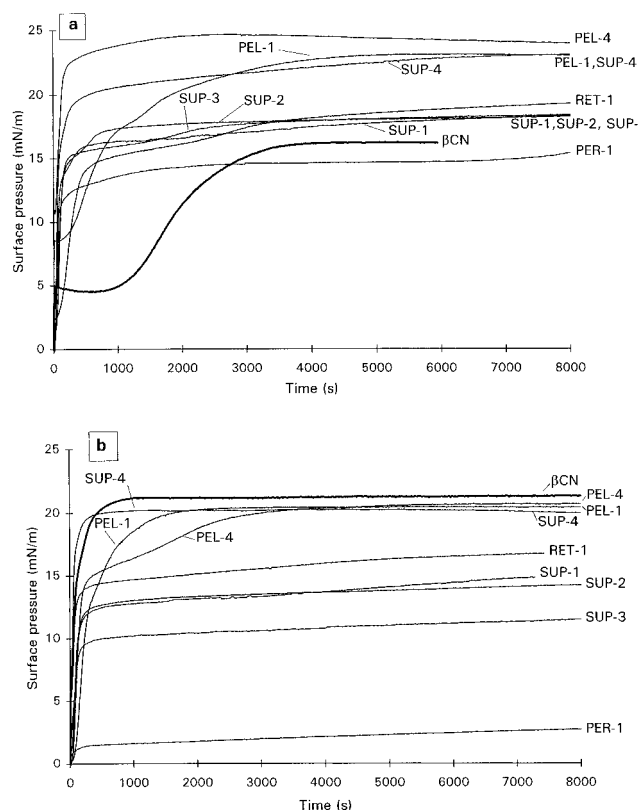 a
25
20
15
10
5
0
Surface pressure (mN/m)
PEL-4
PEL-1
PEL-1,SUP-4
SUP-4
SUP-3
SUP-2
RET-1
SUP-1
SUP-1,SUP-2, SUP-
βCN
PER-1
0 1000 2000 3000 4000 5000 6000 7000 8000
Time (s)
b
25
20
15
10
5
0
Surface pressure (mN/m)
SUP-4
βCN
PEL-4
PEL-1
PEL-1
SUP-4
PEL-4
RET-1
SUP-1
SUP-2
SUP-3
PER-1
0 1000 2000 3000 4000 5000 6000 7000 8000
Time (s)